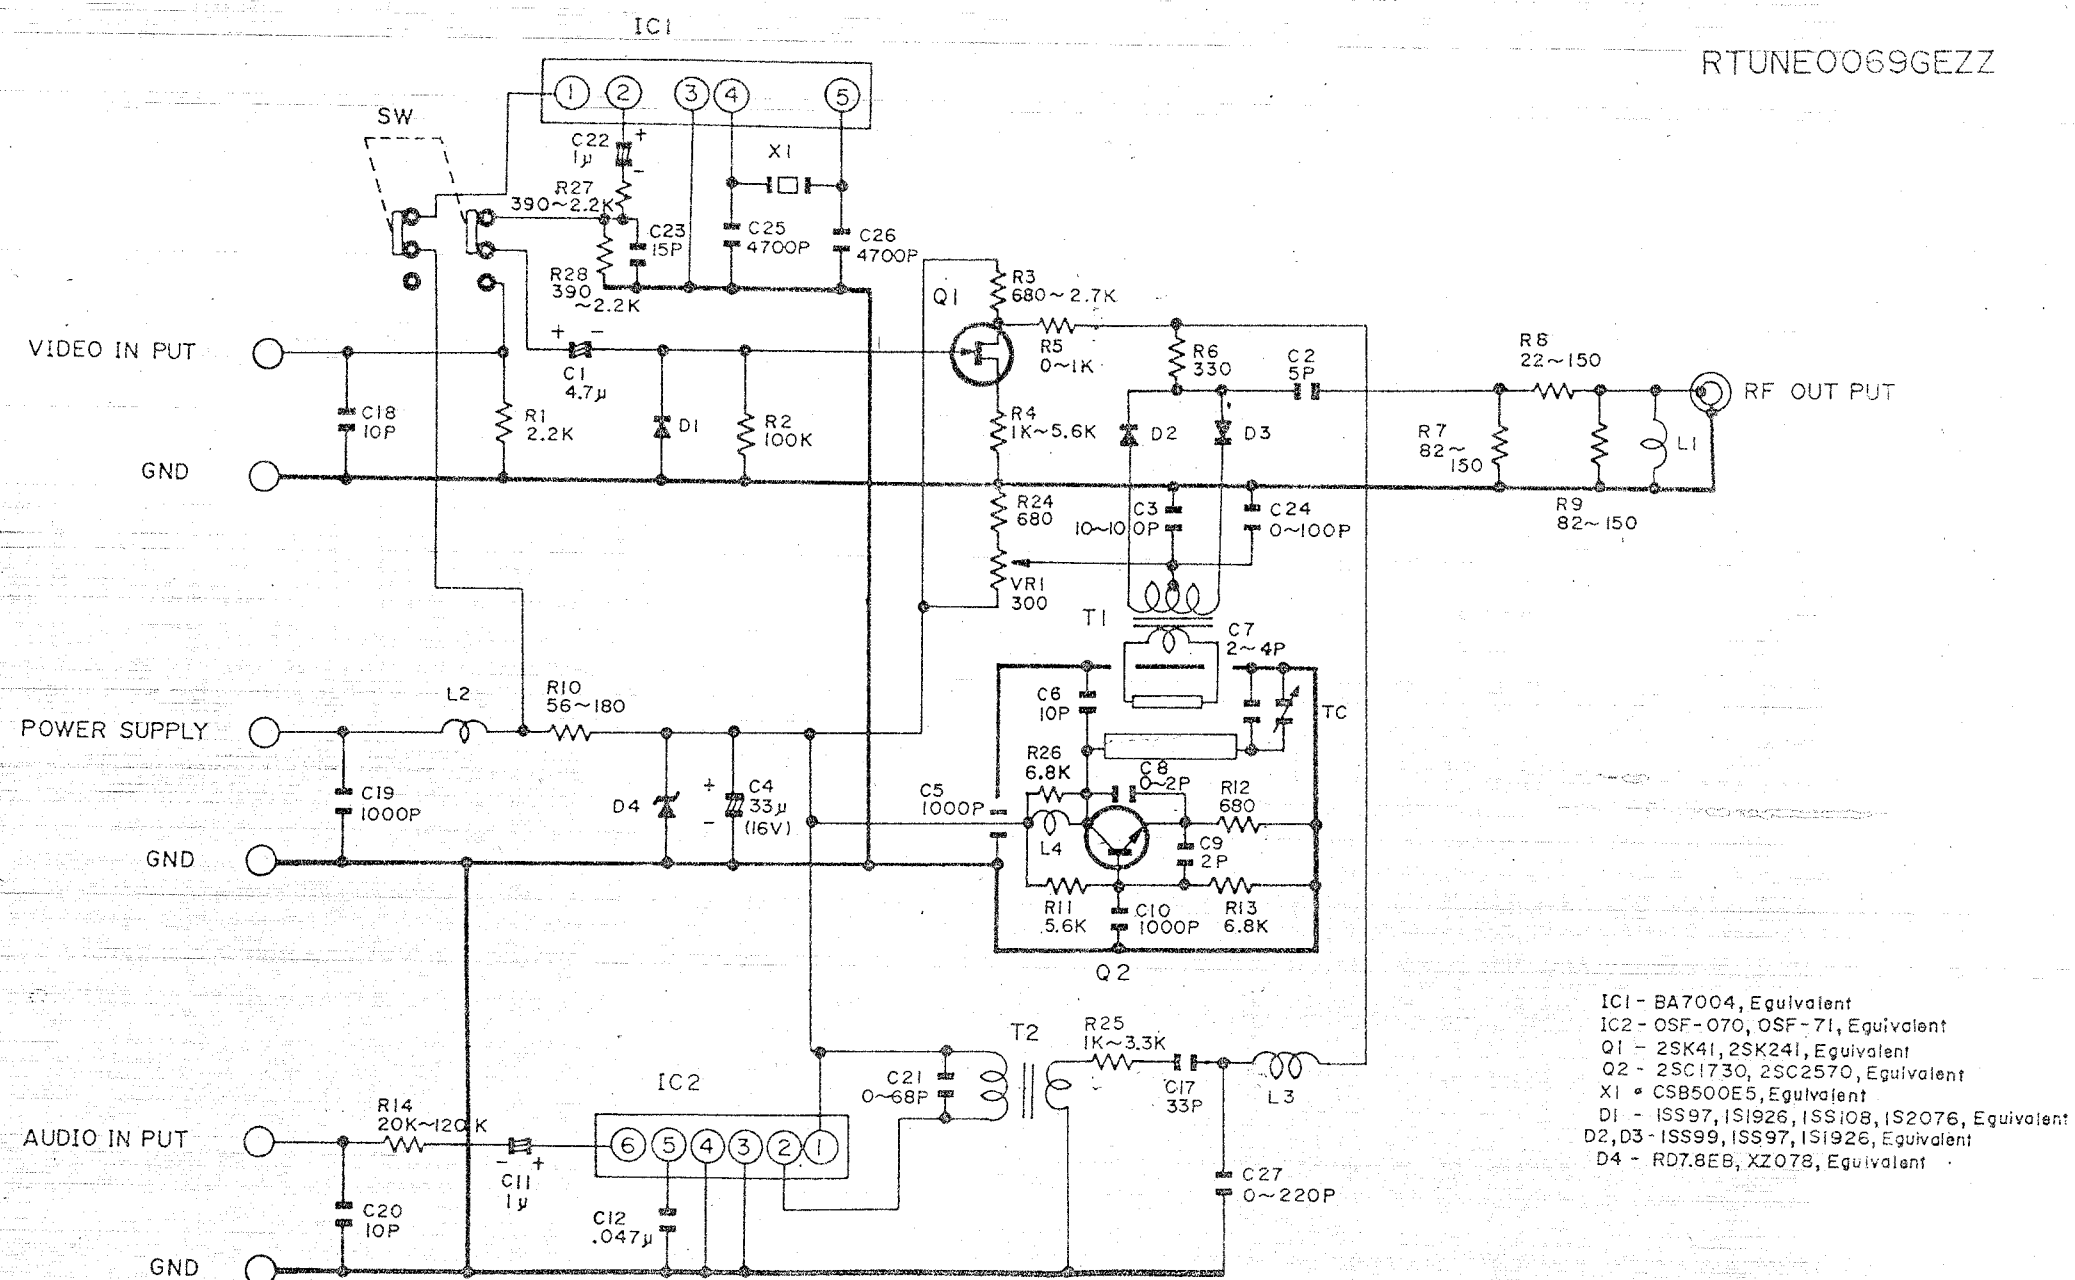 IC1
RTUNE0069GEZZ
1 2 3 4 5
SW
C22
1μ
+
-
X1
R27
390~2.2K
C23
15P
C25
4700P
C26
4700P
R28
390
~2.2K
Q1
R3
680~2.7K
VIDEO IN PUT
+ -
C1
4.7μ
R5
0~1K
R6
330
C2
5P
R8
22~150
RF OUT PUT
C18
10P
R1
2.2K
D1
R2
100K
R4
1K~5.6K
D2
D3
R7
82~
150
L1
GND
R24
680
C3
10~100P
C24
0~100P
R9
82~150
VR1
300
T1
C7
2~4P
L2
R10
56~180
C6
10P
TC
POWER SUPPLY
R26
6.8K
C8
0~2P
C19
1000P
D4
+
-
C4
33μ
(16V)
C5
1000P
R12
680
L4
C9
2P
GND
R11
5.6K
C10
1000P
R13
6.8K
Q2
IC1 - BA7004, Equivalent
IC2 - OSF-070, OSF-71, Equivalent
Q1 - 2SK41, 2SK241, Equivalent
Q2 - 2SC1730, 2SC2570, Equivalent
X1 - CSB500E5, Equivalent
D1 - 1SS97, 1S1926, 1SS108, 1S2076, Equivalent
D2, D3 - 1SS99, 1SS97, 1S1926, Equivalent
D4 - RD7.8EB, XZ078, Equivalent
T2
R25
1K~3.3K
IC2
C21
0~68P
C17
33P
L3
R14
20K~120K
AUDIO IN PUT
- +
C11
1μ
6 5 4 3 2 1
C20
10P
C12
.047μ
C27
0~220P
GND